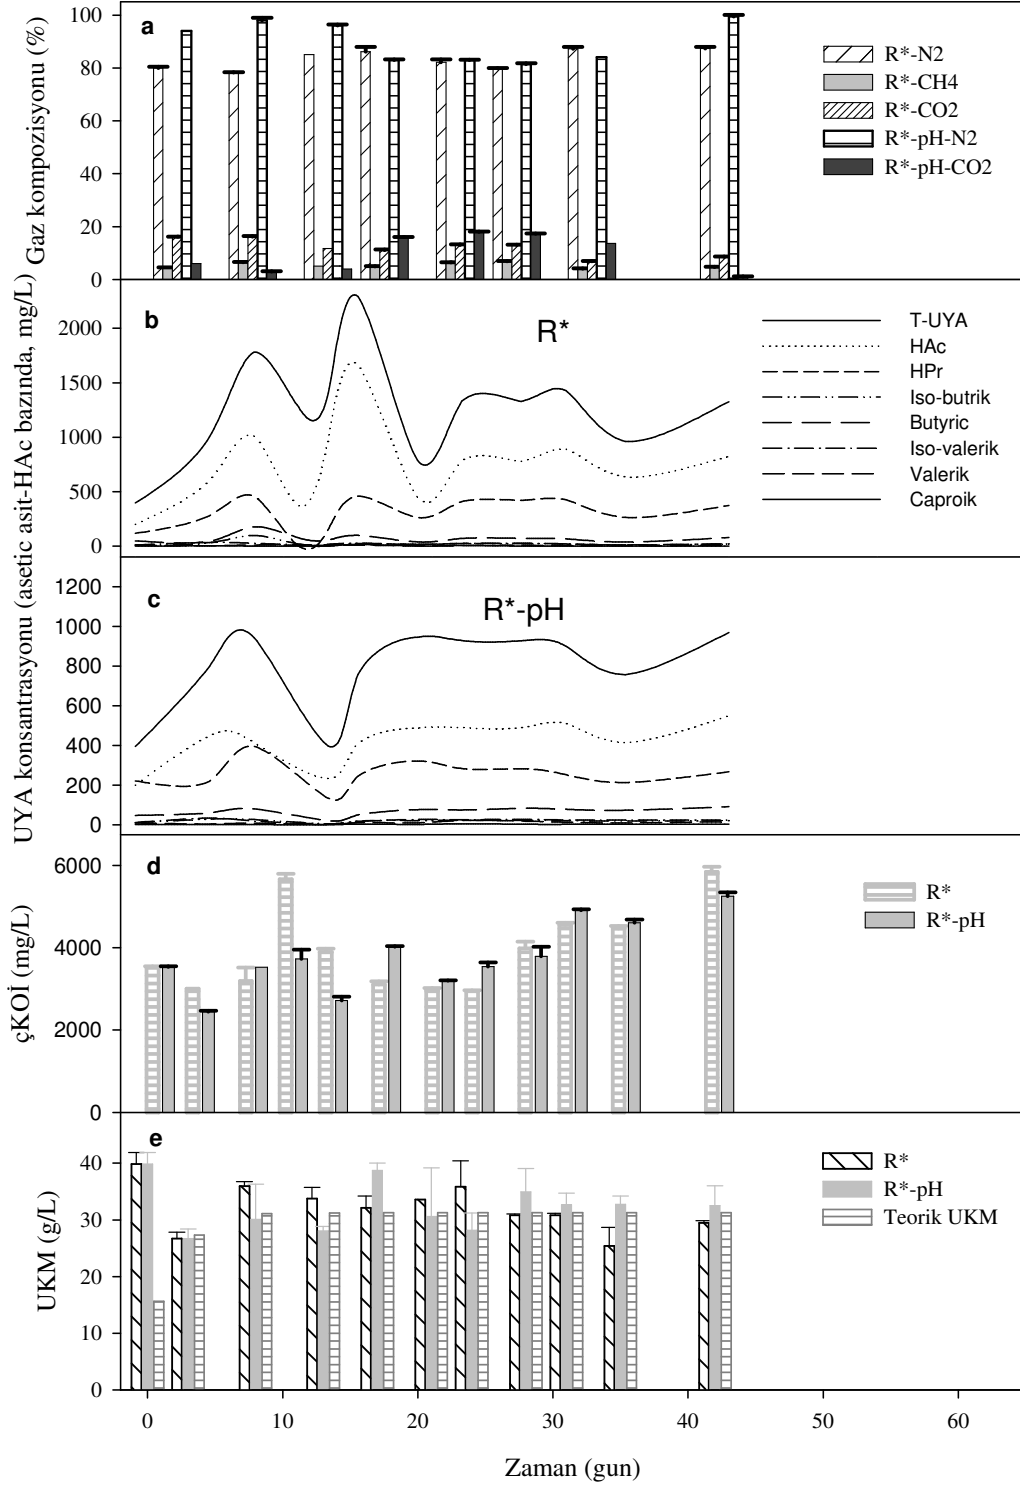 a
Gaz kompozisyonu (%)
100
80
60
40
20
0
R*-N2
R*-CH4
R*-CO2
R*-pH-N2
R*-pH-CO2
b
R*
UYA konsantrasyonu (asetic asit-HAc bazında, mg/L)
2000
1500
1000
500
0
T-UYA
HAc
HPr
Iso-butrik
Butyric
Iso-valerik
Valerik
Caproik
c
R*-pH
1200
1000
800
600
400
200
0
d
çKOİ (mg/L)
6000
4000
2000
0
R*
R*-pH
e
UKM (g/L)
40
30
20
10
0
R*
R*-pH
Teorik UKM
0 10 20 30 40 50 60
Zaman (gun)